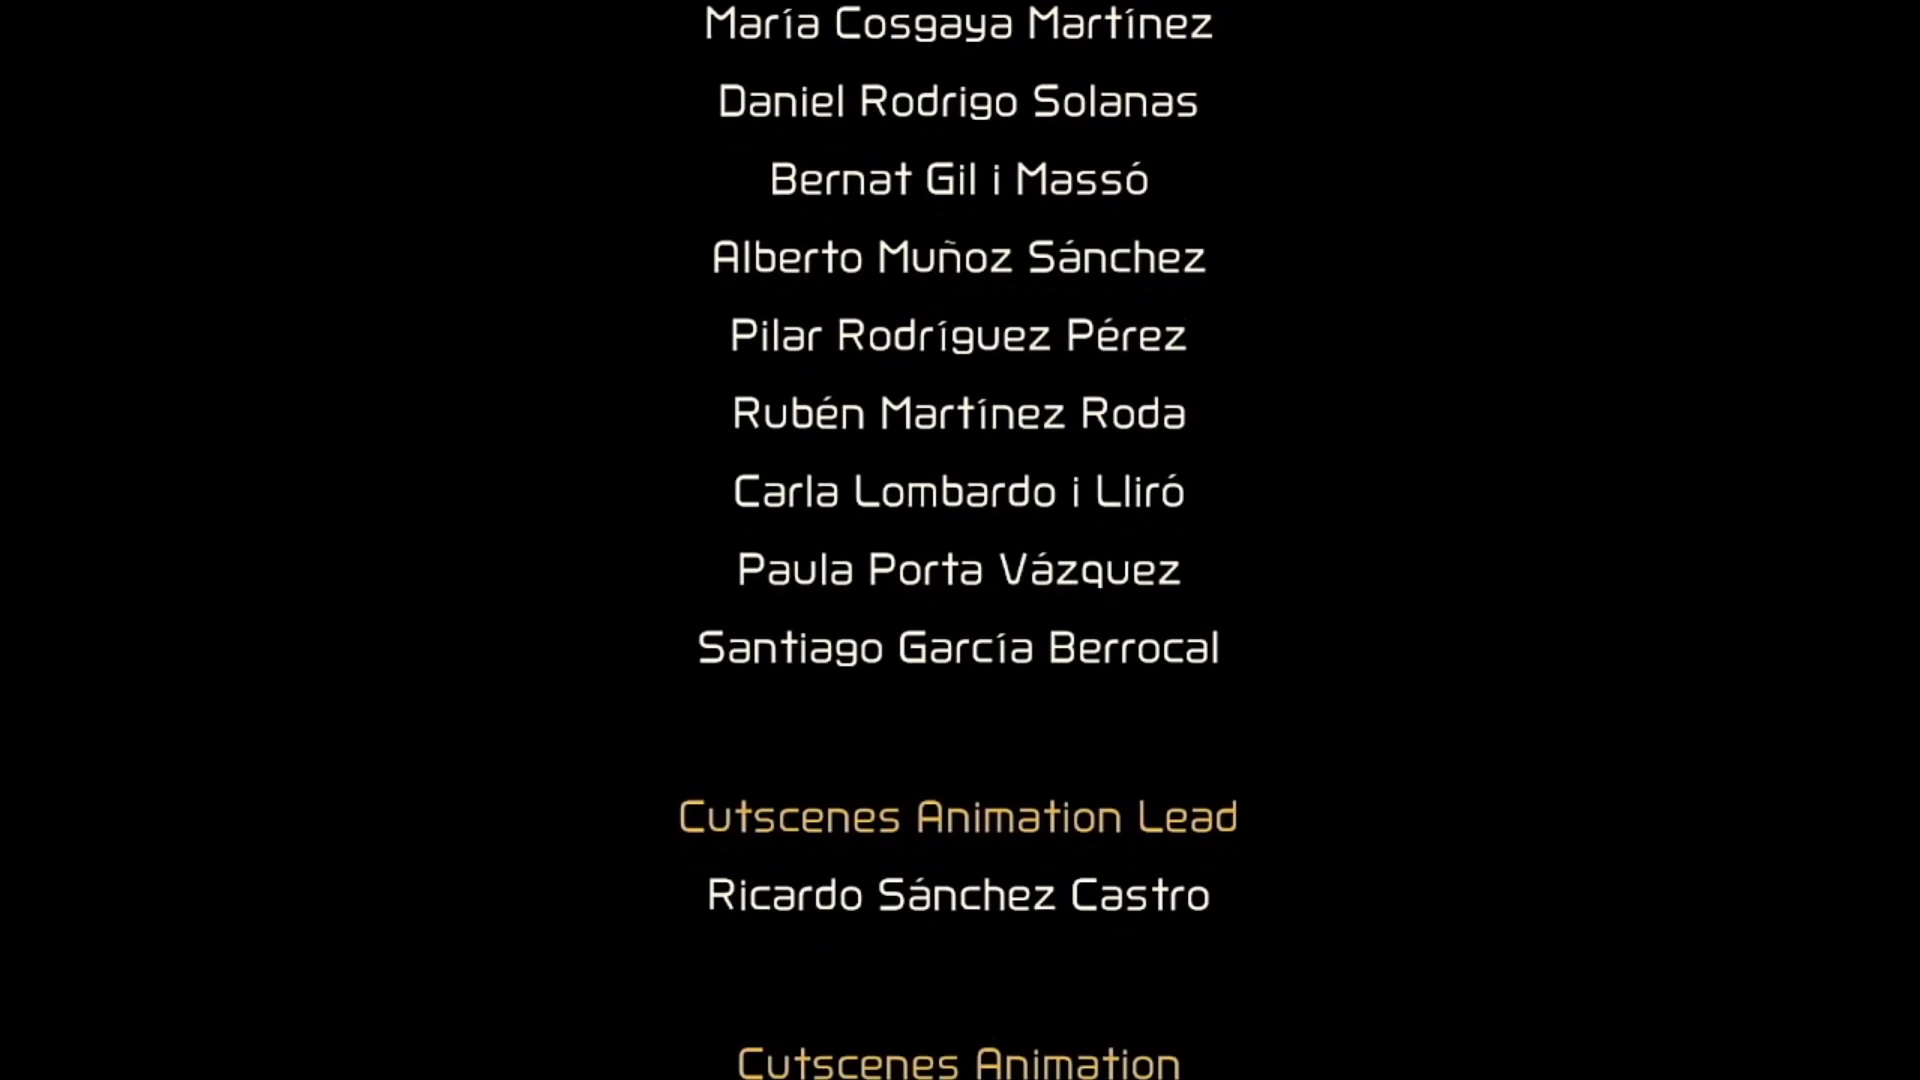 María Cosgaya Martínez
Daniel Rodrigo Solanas
Bernat Gil i Massó
Alberto Muñoz Sánchez
Pilar Rodríguez Pérez
Rubén Martínez Roda
Carla Lombardo i Lliró
Paula Porta Vázquez
Santiago García Berrocal
Cutscenes Animation Lead
Ricardo Sánchez Castro
Cutscenes Animation